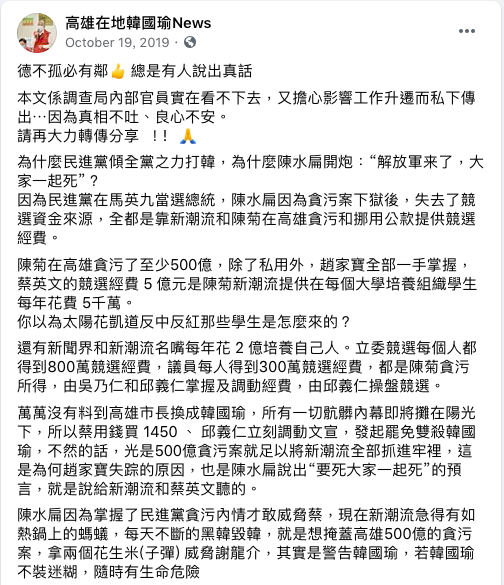 高雄在地韓國瑜News
October 19, 2019 ·
德不孤必有鄰👍 總是有人說出真話
本文係調查局內部官員實在看不下去，又擔心影響工作升遷而私下傳
出⋯因為真相不吐、良心不安。
請再大力轉傳分享 ！！ 🙏
為什麼民進黨傾全黨之力打韓，為什麼陳水扁開炮：“解放軍来了，大
家一起死”？
因為民進黨在馬英九當選總統，陳水扁因為貪污案下獄後，失去了競
選資金來源，全都是靠新潮流和陳菊在高雄貪污和挪用公款提供競選
經費。
陳菊在高雄貪污了至少500億，除了私用外，趙家寶全部一手掌握，
蔡英文的競選經費 5 億元是陳菊新潮流提供在每個大學培養組織學生
每年花費 5千萬。
你以為太陽花凱道反中反紅那些學生是怎麼來的？
還有新聞界和新潮流名嘴每年花 2 億培養自己人。立委競選每個人都
得到800萬競選經費，議員每人得到300萬競選經費，都是陳菊貪污
所得，由吳乃仁和邱義仁掌握及調動經費，由邱義仁操盤競選。
萬萬沒有料到高雄市長換成韓國瑜，所有一切骯髒內幕即將攤在陽光
下，所以蔡用錢買 1450 、 邱義仁立刻調動文宣，發起罷免雙殺韓國
瑜，不然的話，光是500億貪污案就足以將新潮流全部抓進牢裡，這
是為何趙家寶失踪的原因，也是陳水扁說出“要死大家一起死”的預
言，就是說給新潮流和蔡英文聽的。
陳水扁因為掌握了民進黨貪污內情才敢威脅蔡，現在新潮流急得有如
熱鍋上的螞蟻，每天不斷的黑韓毀韓，就是想掩蓋高雄500億的貪污
案，拿兩個花生米(子彈) 威脅謝龍介，其實是警告韓國瑜，若韓國瑜
不裝迷糊，隨時有生命危險